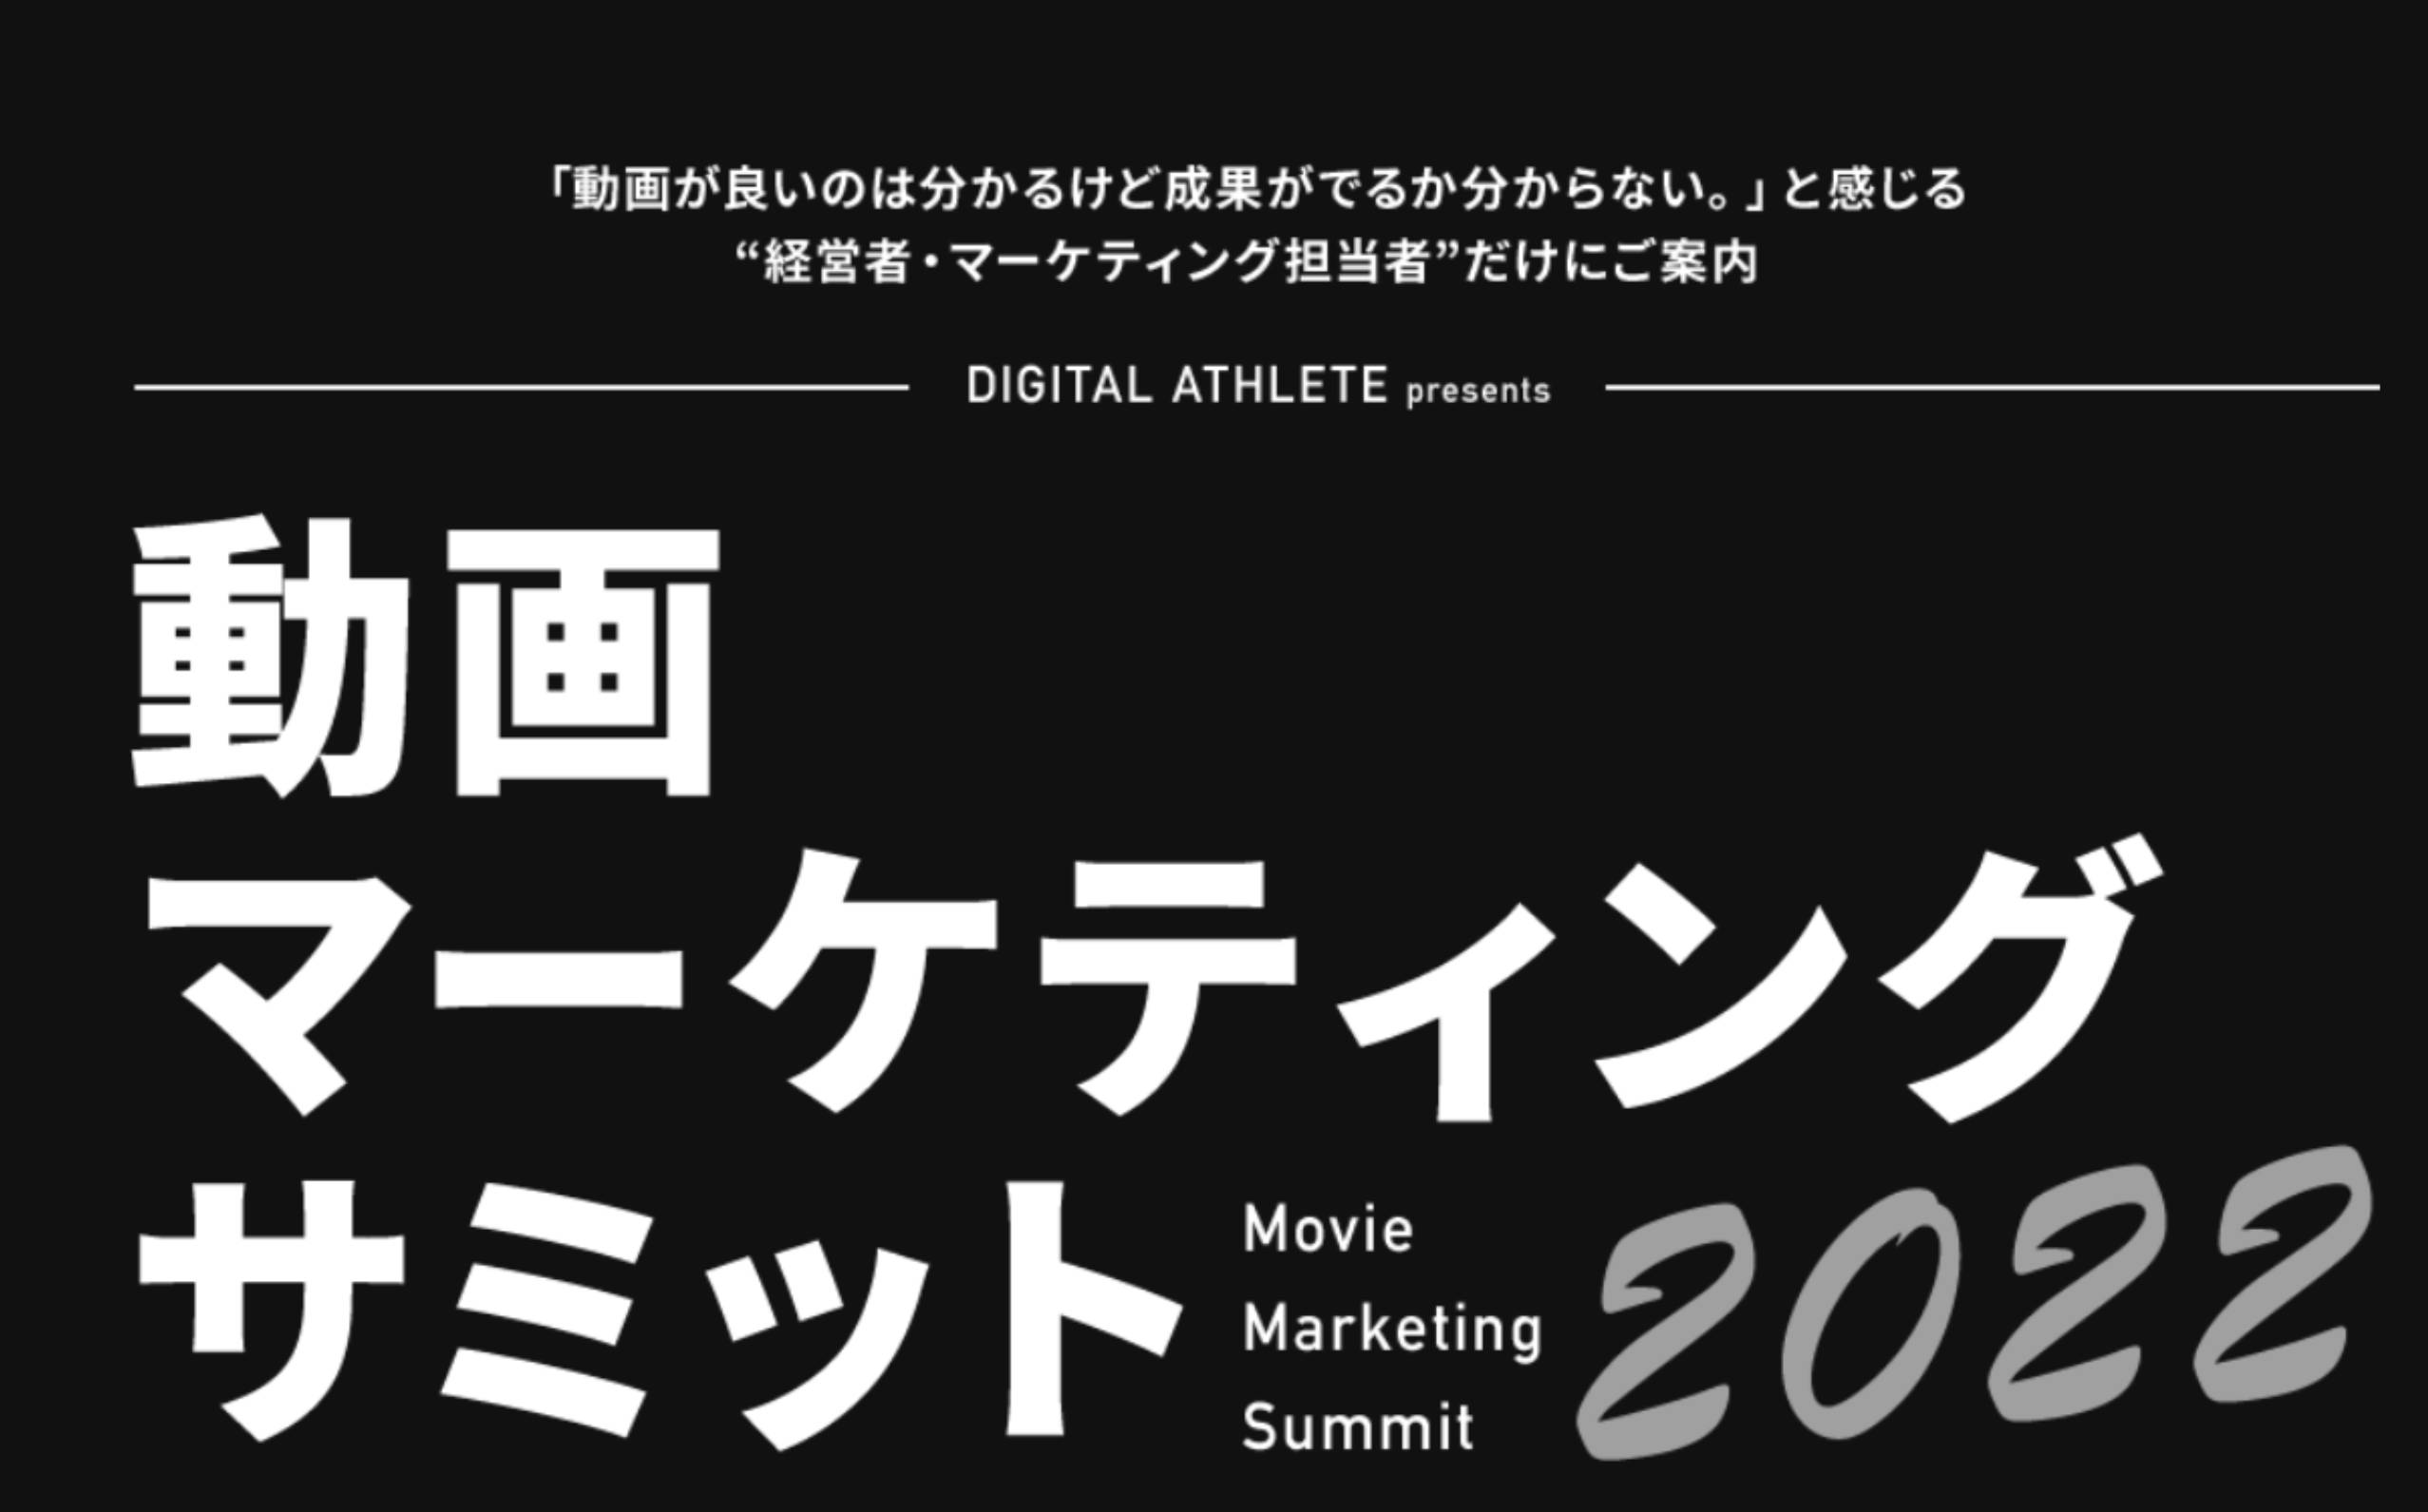 「動画が良いのは分かるけど成果がでるか分からない。」と感じる
“経営者・マーケティング担当者”だけにご案内
DIGITAL ATHLETE presents
動画
マーケティング
サミット
Movie
Marketing
Summit
2022